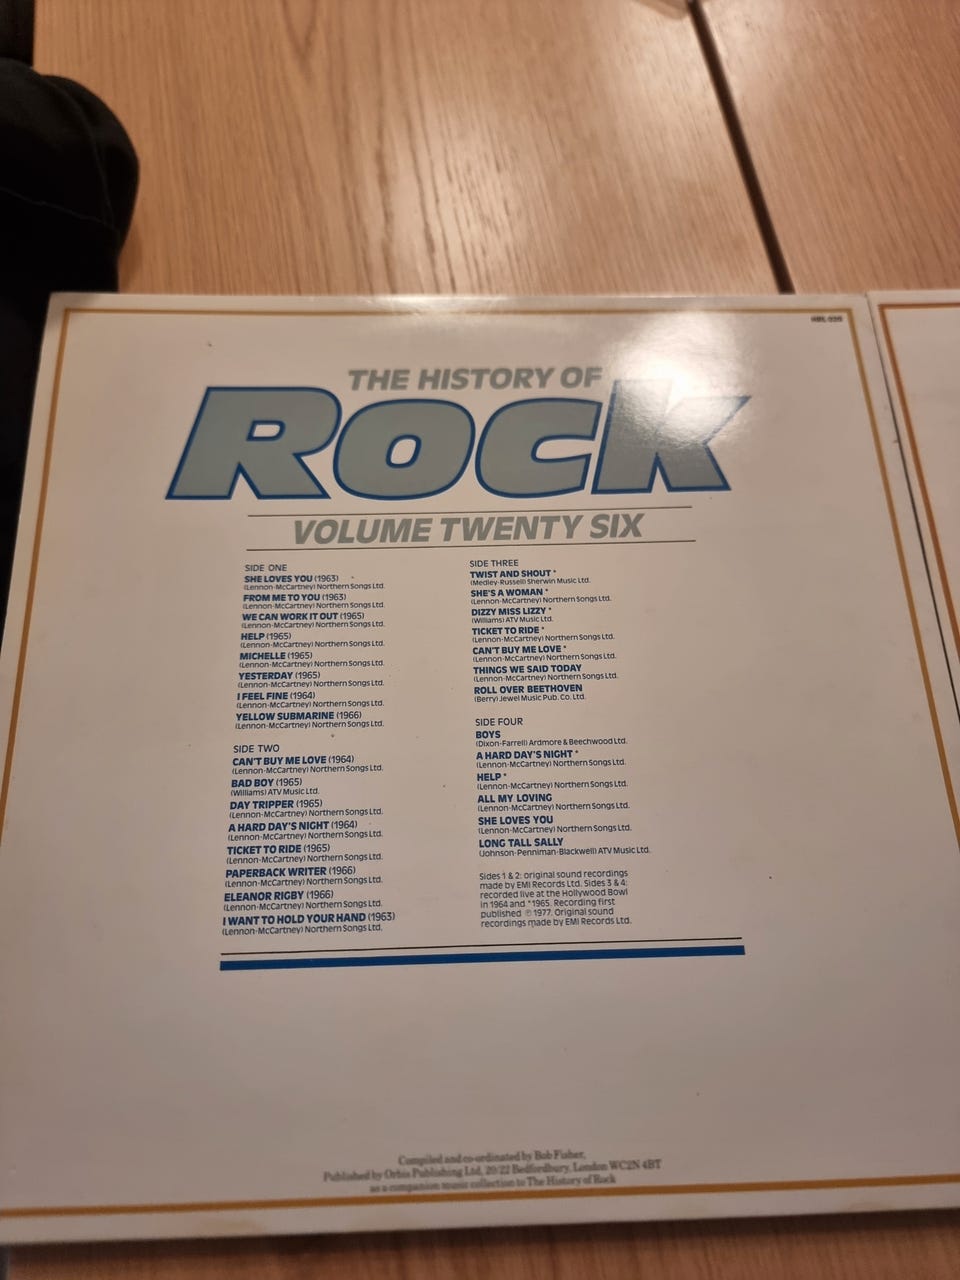 HRL 026
THE HISTORY OF
ROCK
VOLUME TWENTY SIX
SIDE ONE
SHE LOVES YOU (1963)
(Lennon-McCartney) Northern Songs Ltd.
FROM ME TO YOU (1963)
(Lennon-McCartney) Northern Songs Ltd.
WE CAN WORK IT OUT (1965)
(Lennon-McCartney) Northern Songs Ltd.
HELP (1965)
(Lennon-McCartney) Northern Songs Ltd.
MICHELLE (1965)
(Lennon-McCartney) Northern Songs Ltd.
YESTERDAY (1965)
(Lennon-McCartney) Northern Songs Ltd.
I FEEL FINE (1964)
(Lennon-McCartney) Northern Songs Ltd.
YELLOW SUBMARINE (1966)
(Lennon-McCartney) Northern Songs Ltd.
SIDE TWO
CAN'T BUY ME LOVE (1964)
(Lennon-McCartney) Northern Songs Ltd.
BAD BOY (1965)
(Williams) ATV Music Ltd.
DAY TRIPPER (1965)
(Lennon-McCartney) Northern Songs Ltd.
A HARD DAY'S NIGHT (1964)
(Lennon-McCartney) Northern Songs Ltd.
TICKET TO RIDE (1965)
(Lennon-McCartney) Northern Songs Ltd.
PAPERBACK WRITER (1966)
(Lennon-McCartney) Northern Songs Ltd.
ELEANOR RIGBY (1966)
(Lennon-McCartney) Northern Songs Ltd.
I WANT TO HOLD YOUR HAND (1963)
(Lennon-McCartney) Northern Songs Ltd.
SIDE THREE
TWIST AND SHOUT *
(Medley-Russell) Sherwin Music Ltd.
SHE'S A WOMAN *
(Lennon-McCartney) Northern Songs Ltd.
DIZZY MISS LIZZY *
(Williams) ATV Music Ltd.
TICKET TO RIDE *
(Lennon-McCartney) Northern Songs Ltd.
CAN'T BUY ME LOVE *
(Lennon-McCartney) Northern Songs Ltd.
THINGS WE SAID TODAY
(Lennon-McCartney) Northern Songs Ltd.
ROLL OVER BEETHOVEN
(Berry) Jewel Music Pub. Co. Ltd.
SIDE FOUR
BOYS
(Dixon-Farrell) Ardmore & Beechwood Ltd.
A HARD DAY'S NIGHT *
(Lennon-McCartney) Northern Songs Ltd.
HELP *
(Lennon-McCartney) Northern Songs Ltd.
ALL MY LOVING
(Lennon-McCartney) Northern Songs Ltd.
SHE LOVES YOU
(Lennon-McCartney) Northern Songs Ltd.
LONG TALL SALLY
(Johnson-Penniman-Blackwell) ATV Music Ltd.
Sides 1 & 2: original sound recordings
made by EMI Records Ltd. Sides 3 & 4:
recorded live at the Hollywood Bowl
in 1964 and *1965. Recording first
published ℗ 1977. Original sound
recordings made by EMI Records Ltd.
Compiled and co-ordinated by Bob Fisher,
Published by Orbis Publishing Ltd, 20/22 Bedfordbury, London WC2N 4BT
as a companion music collection to The History of Rock